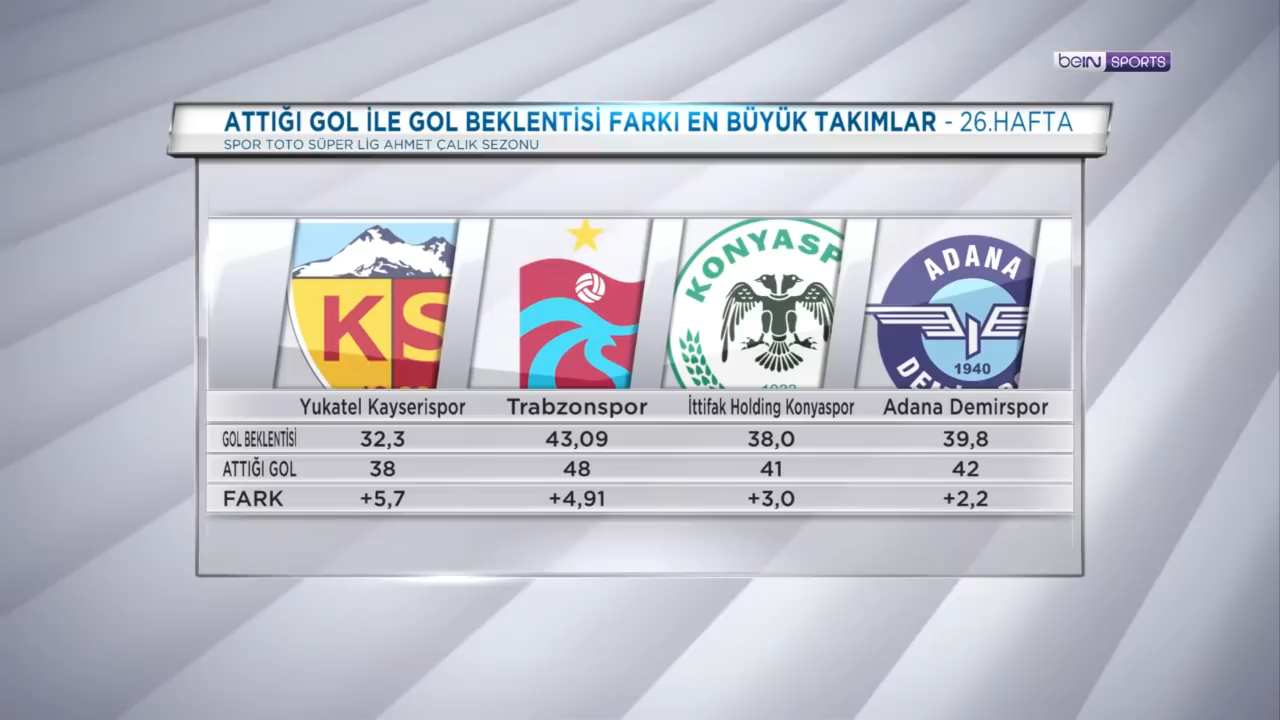 beIN SPORTS
ATTIĞI GOL İLE GOL BEKLENTİSİ FARKI EN BÜYÜK TAKIMLAR - 26.HAFTA
SPOR TOTO SÜPER LİG AHMET ÇALIK SEZONU
KS
KONYASP
ADANA
1940
Yukatel Kayserispor Trabzonspor İttifak Holding Konyaspor Adana Demirspor
GOL BEKLENTİSİ 32,3 43,09 38,0 39,8
ATTIĞI GOL 38 48 41 42
FARK +5,7 +4,91 +3,0 +2,2